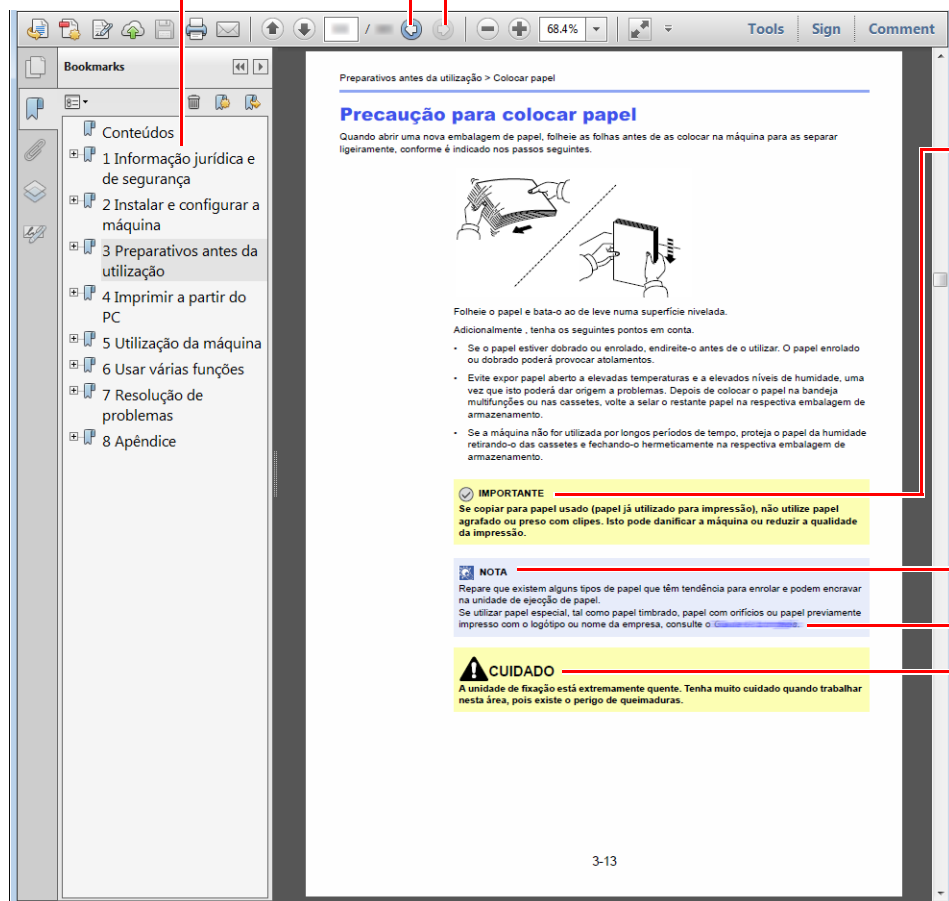 /
68.4%
Tools
Sign
Comment
Bookmarks
Conteúdos
1 Informação jurídica e
de segurança
2 Instalar e configurar a
máquina
3 Preparativos antes da
utilização
4 Imprimir a partir do
PC
5 Utilização da máquina
6 Usar várias funções
7 Resolução de
problemas
8 Apêndice
Preparativos antes da utilização > Colocar papel
Precaução para colocar papel
Quando abrir uma nova embalagem de papel, folheie as folhas antes de as colocar na máquina para as separar
ligeiramente, conforme é indicado nos passos seguintes.
Folheie o papel e bata-o ao de leve numa superfície nivelada.
Adicionalmente , tenha os seguintes pontos em conta.
• Se o papel estiver dobrado ou enrolado, endireite-o antes de o utilizar. O papel enrolado
ou dobrado poderá provocar atolamentos.
• Evite expor papel aberto a elevadas temperaturas e a elevados níveis de humidade, uma
vez que isto poderá dar origem a problemas. Depois de colocar o papel na bandeja
multifunções ou nas cassetes, volte a selar o restante papel na respectiva embalagem de
armazenamento.
• Se a máquina não for utilizada por longos períodos de tempo, proteja o papel da humidade
retirando-o das cassetes e fechando-o hermeticamente na respectiva embalagem de
armazenamento.
IMPORTANTE
Se copiar para papel usado (papel já utilizado para impressão), não utilize papel
agrafado ou preso com clipes. Isto pode danificar a máquina ou reduzir a qualidade
da impressão.
NOTA
Repare que existem alguns tipos de papel que têm tendência para enrolar e podem encravar
na unidade de ejecção de papel.
Se utilizar papel especial, tal como papel timbrado, papel com orifícios ou papel previamente
impresso com o logótipo ou nome da empresa, consulte o
CUIDADO
A unidade de fixação está extremamente quente. Tenha muito cuidado quando trabalhar
nesta área, pois existe o perigo de queimaduras.
3-13